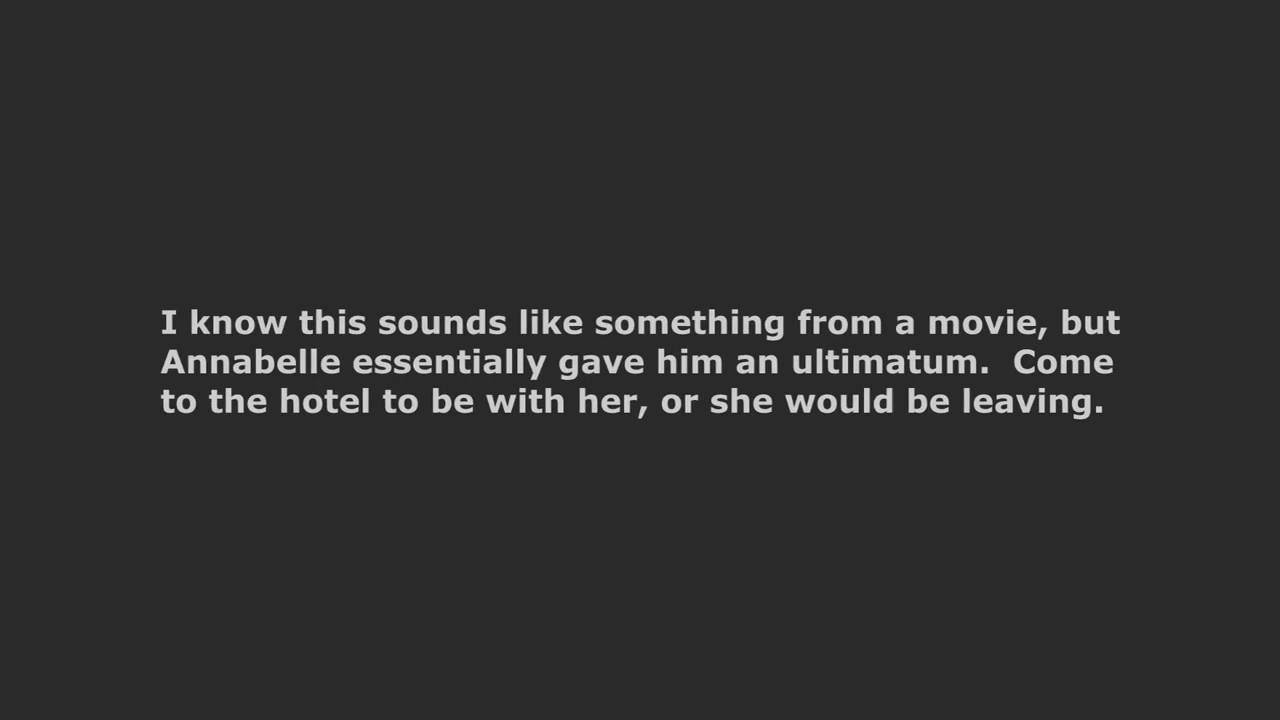 I know this sounds like something from a movie, but
Annabelle essentially gave him an ultimatum.  Come
to the hotel to be with her, or she would be leaving.